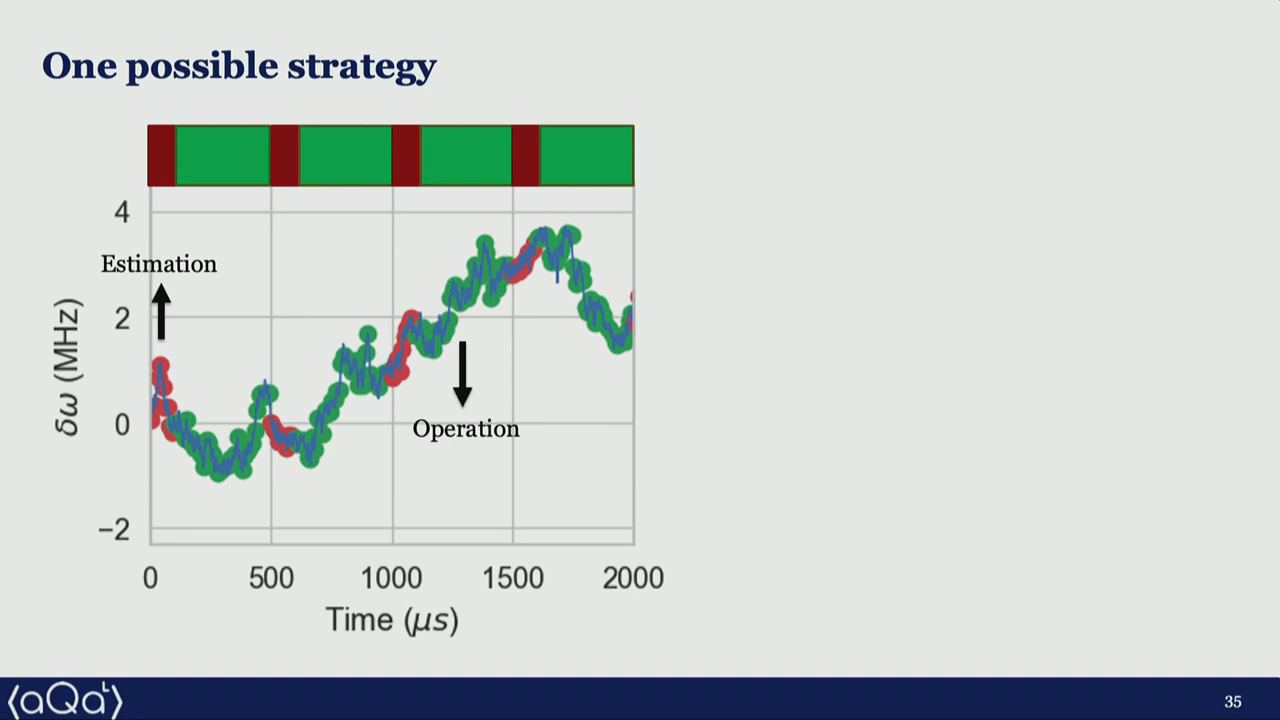 One possible strategy
4
Estimation
2
δω (MHz)
0
Operation
−2
0 500 1000 1500 2000
Time (μs)
⟨aQaᴸ⟩
35